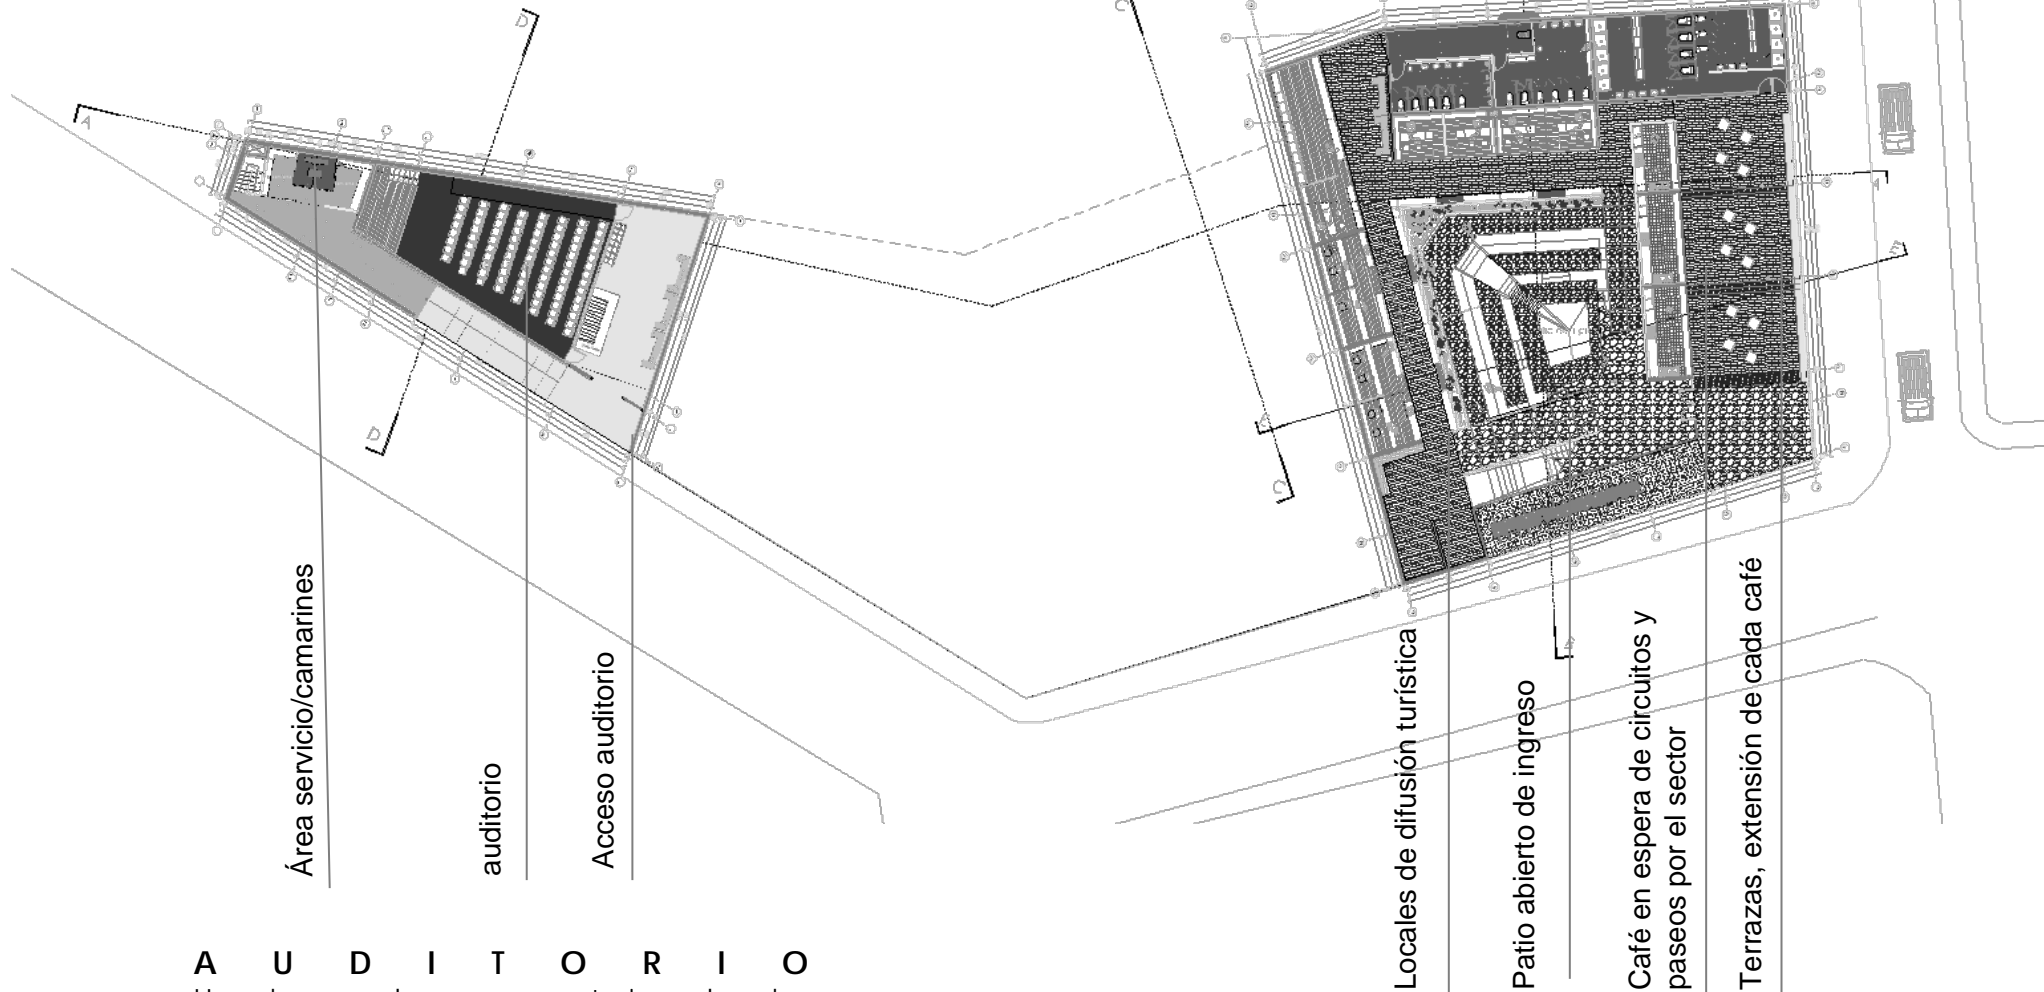 D
C
A
A
E
D
C
A
Área servicio/camarines
auditorio
Acceso auditorio
Locales de difusión turística
Patio abierto de ingreso
Café en espera de circuitos y
paseos por el sector
Terrazas, extensión de cada café
A U D I T O R I O